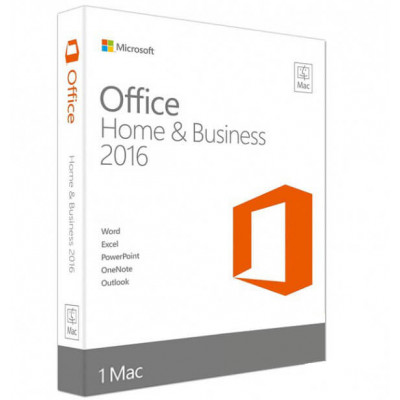 Microsoft
Mac
Office
Home & Business
2016
Word
Excel
PowerPoint
OneNote
Outlook
1 Mac
Office
Home & Business 2016
Mac